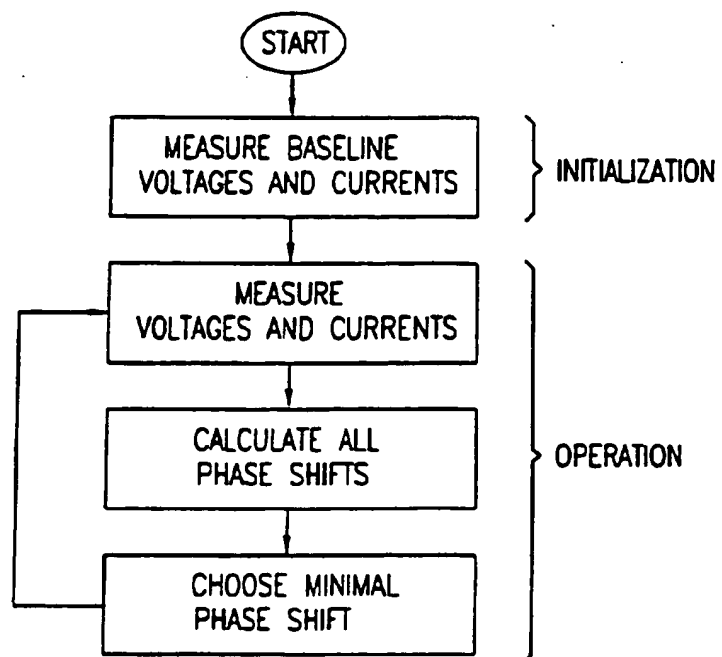 START
MEASURE BASELINE
VOLTAGES AND CURRENTS
INITIALIZATION
MEASURE
VOLTAGES AND CURRENTS
CALCULATE ALL
PHASE SHIFTS
OPERATION
CHOOSE MINIMAL
PHASE SHIFT